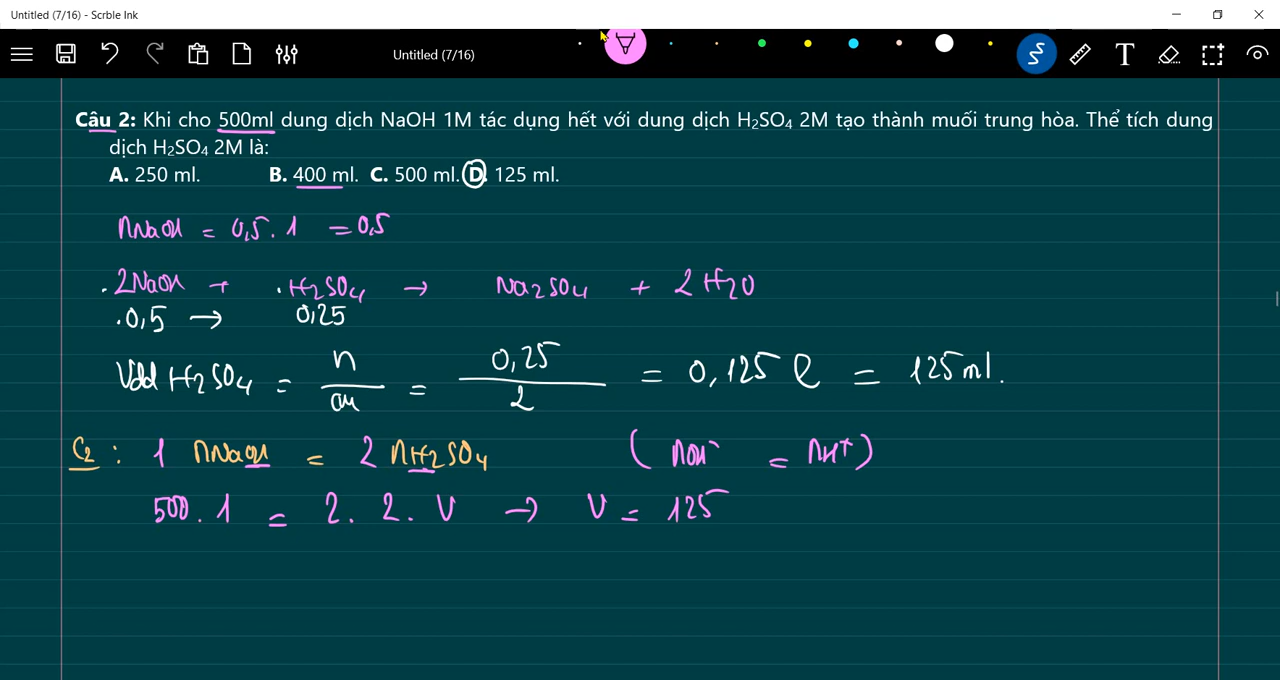 Untitled (7/16) - Scrble Ink
Untitled (7/16)
T
Câu 2: Khi cho 500ml dung dịch NaOH 1M tác dụng hết với dung dịch H₂SO₄ 2M tạo thành muối trung hòa. Thể tích dung
dịch H₂SO₄ 2M là:
A. 250 ml. B. 400 ml. C. 500 ml. D. 125 ml.
nNaOH = 0,5 . 1 = 0,5
2NaOH + H₂SO₄ → Na₂SO₄ + 2H₂O
0,5 → 0,25
Vdd H₂SO₄ = n/CM = 0,25/2 = 0,125 l = 125 ml.
C₂ : 1 nNaOH = 2 nH₂SO₄ (nOH⁻ = nH⁺)
500 . 1 = 2 . 2 . V → V = 125